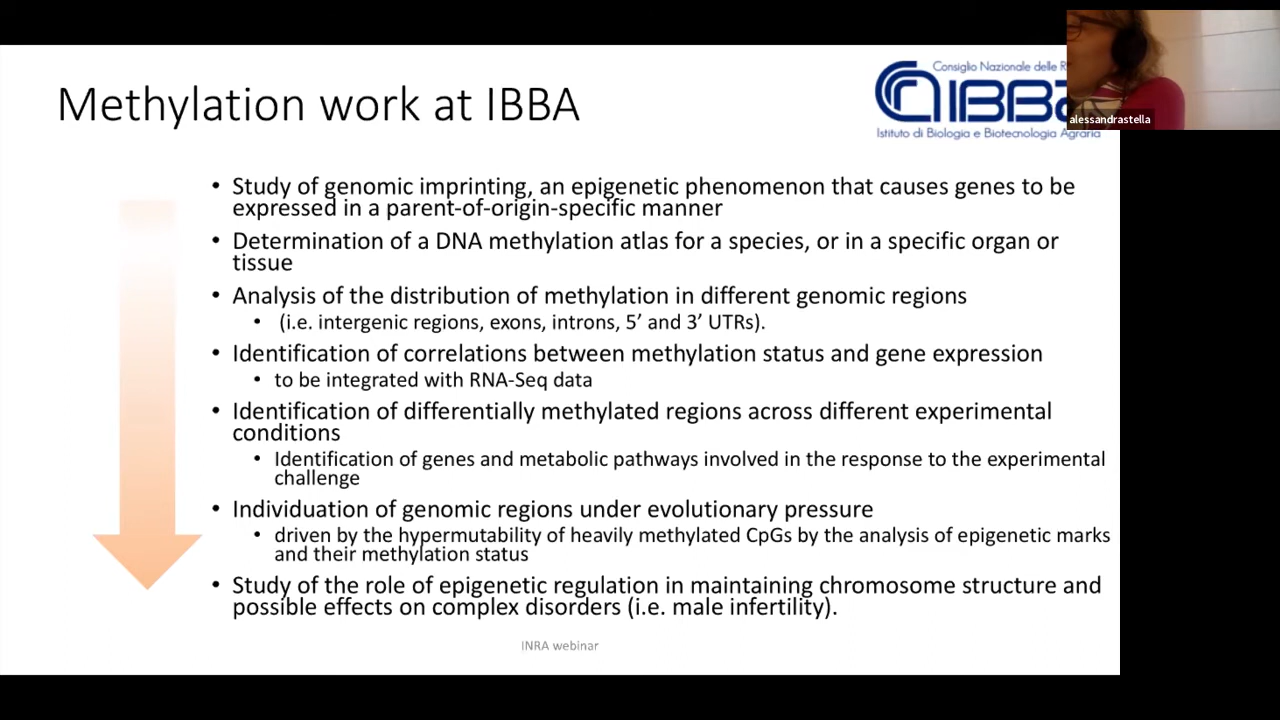 Methylation work at IBBA
Consiglio Nazionale delle R
IBBA
Istituto di Biologia e Biotecnologia Agraria
alessandrastella
• Study of genomic imprinting, an epigenetic phenomenon that causes genes to be
expressed in a parent-of-origin-specific manner
• Determination of a DNA methylation atlas for a species, or in a specific organ or
tissue
• Analysis of the distribution of methylation in different genomic regions
• (i.e. intergenic regions, exons, introns, 5’ and 3’ UTRs).
• Identification of correlations between methylation status and gene expression
• to be integrated with RNA-Seq data
• Identification of differentially methylated regions across different experimental
conditions
• Identification of genes and metabolic pathways involved in the response to the experimental
challenge
• Individuation of genomic regions under evolutionary pressure
• driven by the hypermutability of heavily methylated CpGs by the analysis of epigenetic marks
and their methylation status
• Study of the role of epigenetic regulation in maintaining chromosome structure and
possible effects on complex disorders (i.e. male infertility).
INRA webinar